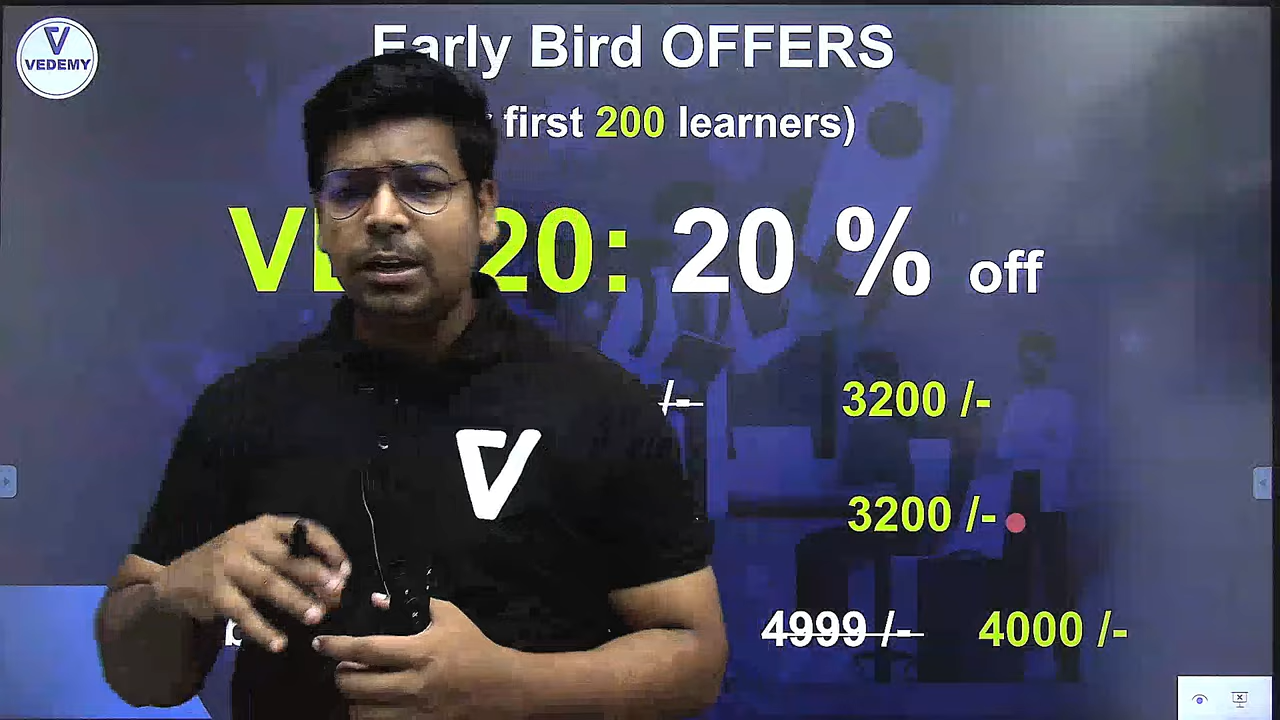 VEDEMY
Early Bird OFFERS
first 200 learners)
20: 20 % off
/- 3200 /-
3200 /-
4999 /- 4000 /-